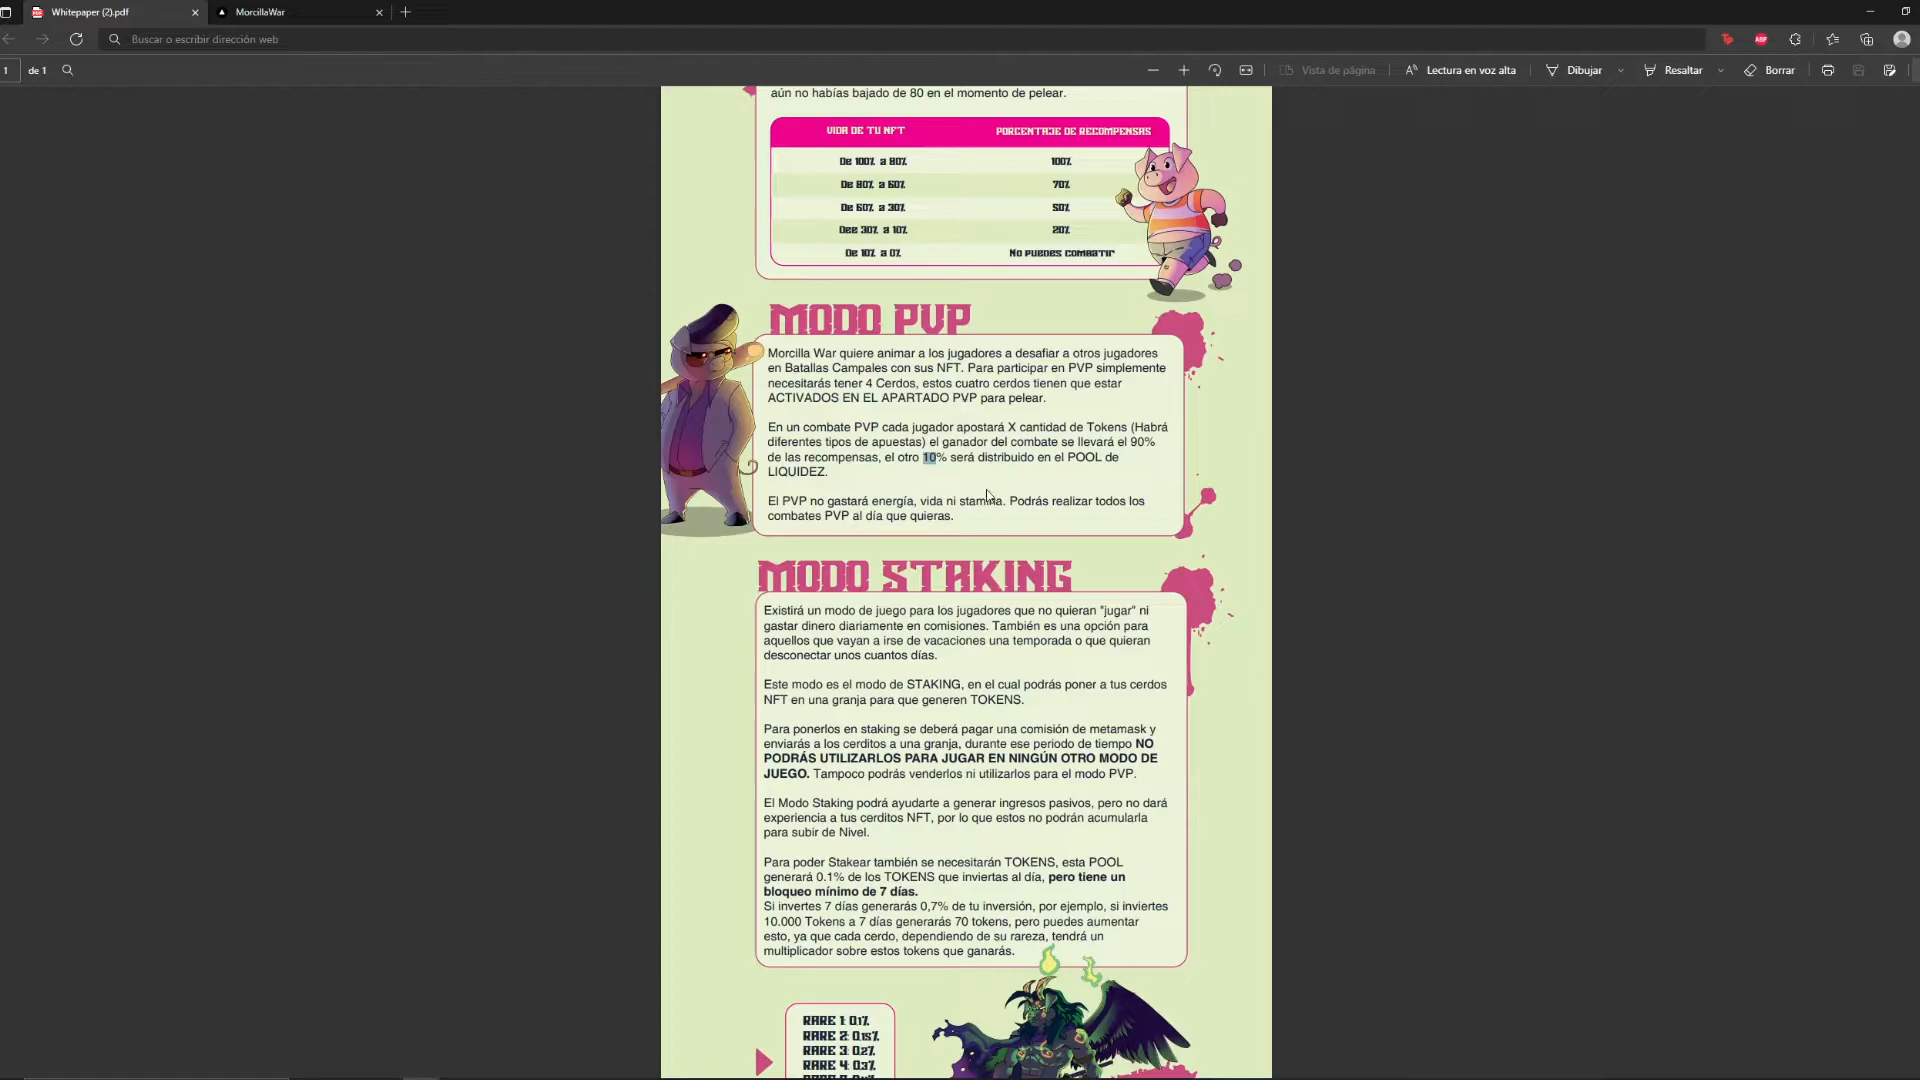 Whitepaper (2).pdf
MorcillaWar
Buscar o escribir dirección web
ABP
1 de 1
Vista de página
Lectura en voz alta
Dibujar
Resaltar
Borrar
aún no habías bajado de 80 en el momento de pelear.
VIDA DE TU NFT PORCENTAJE DE RECOMPENSAS
De 100% a 80% 100%
De 80% a 60% 70%
De 60% a 30% 50%
Dee 30% a 10% 20%
De 10% a 0% No puedes combatir
MODO PVP
Morcilla War quiere animar a los jugadores a desafiar a otros jugadores
en Batallas Campales con sus NFT. Para participar en PVP simplemente
necesitarás tener 4 Cerdos, estos cuatro cerdos tienen que estar
ACTIVADOS EN EL APARTADO PVP para pelear.
En un combate PVP cada jugador apostará X cantidad de Tokens (Habrá
diferentes tipos de apuestas) el ganador del combate se llevará el 90%
de las recompensas, el otro 10% será distribuido en el POOL de
LIQUIDEZ.
El PVP no gastará energía, vida ni stamina. Podrás realizar todos los
combates PVP al día que quieras.
MODO STAKING
Existirá un modo de juego para los jugadores que no quieran "jugar" ni
gastar dinero diariamente en comisiones. También es una opción para
aquellos que vayan a irse de vacaciones una temporada o que quieran
desconectar unos cuantos días.
Este modo es el modo de STAKING, en el cual podrás poner a tus cerdos
NFT en una granja para que generen TOKENS.
Para ponerlos en staking se deberá pagar una comisión de metamask y
enviarás a los cerditos a una granja, durante ese periodo de tiempo NO
PODRÁS UTILIZARLOS PARA JUGAR EN NINGÚN OTRO MODO DE
JUEGO. Tampoco podrás venderlos ni utilizarlos para el modo PVP.
El Modo Staking podrá ayudarte a generar ingresos pasivos, pero no dará
experiencia a tus cerditos NFT, por lo que estos no podrán acumularla
para subir de Nivel.
Para poder Stakear también se necesitarán TOKENS, esta POOL
generará 0.1% de los TOKENS que inviertas al día, pero tiene un
bloqueo mínimo de 7 días.
Si invertes 7 días generarás 0,7% de tu inversión, por ejemplo, si inviertes
10.000 Tokens a 7 días generarás 70 tokens, pero puedes aumentar
esto, ya que cada cerdo, dependiendo de su rareza, tendrá un
multiplicador sobre estos tokens que ganarás.
RARE 1: 0.1%
RARE 2: 0.15%
RARE 3: 0.2%
RARE 4: 0.3%